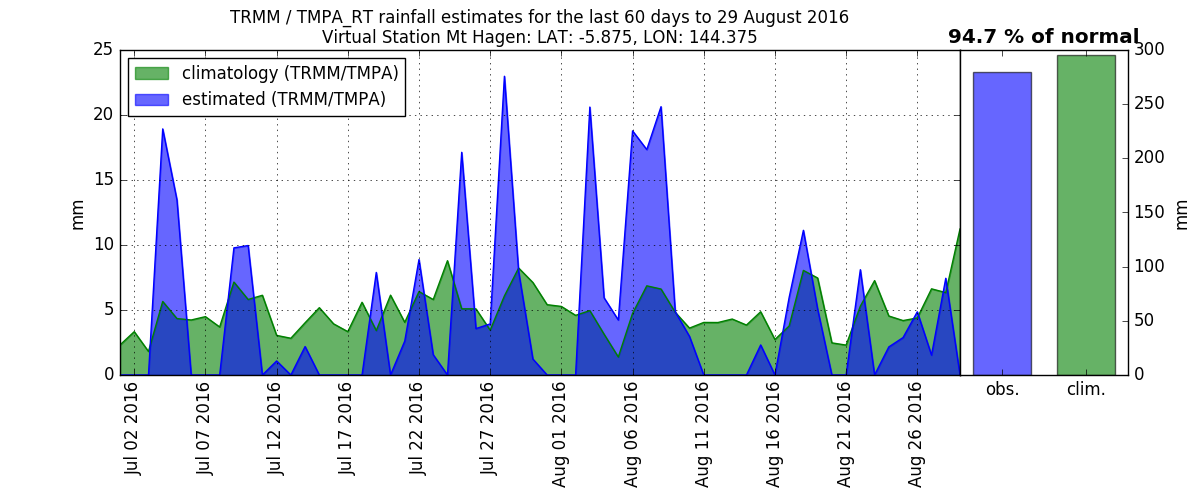 TRMM / TMPA_RT rainfall estimates for the last 60 days to 29 August 2016
Virtual Station Mt Hagen: LAT: -5.875, LON: 144.375
94.7 % of normal
climatology (TRMM/TMPA)
estimated (TRMM/TMPA)
25
20
15
10
5
0
mm
Jul 02 2016
Jul 07 2016
Jul 12 2016
Jul 17 2016
Jul 22 2016
Jul 27 2016
Aug 01 2016
Aug 06 2016
Aug 11 2016
Aug 16 2016
Aug 21 2016
Aug 26 2016
300
250
200
150
100
50
0
mm
obs.
clim.